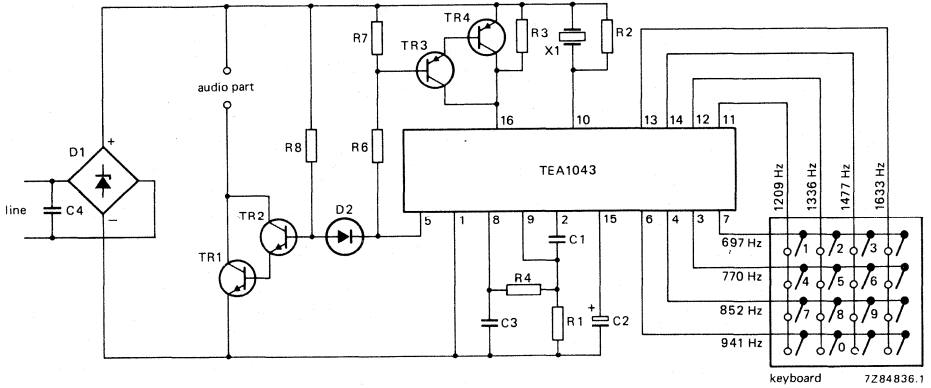 TR4
R7
R3
R2
TR3
X1
audio part
16
10
13
14
12
11
D1
R8
R6
TEA1043
1209 Hz
1336 Hz
1477 Hz
1633 Hz
line
C4
TR2
D2
5
1
8
9
2
15
6
4
3
7
TR1
C1
697 Hz
1
2
3
R4
770 Hz
4
5
6
C3
R1
C2
852 Hz
7
8
9
941 Hz
0
keyboard
7Z84836.1